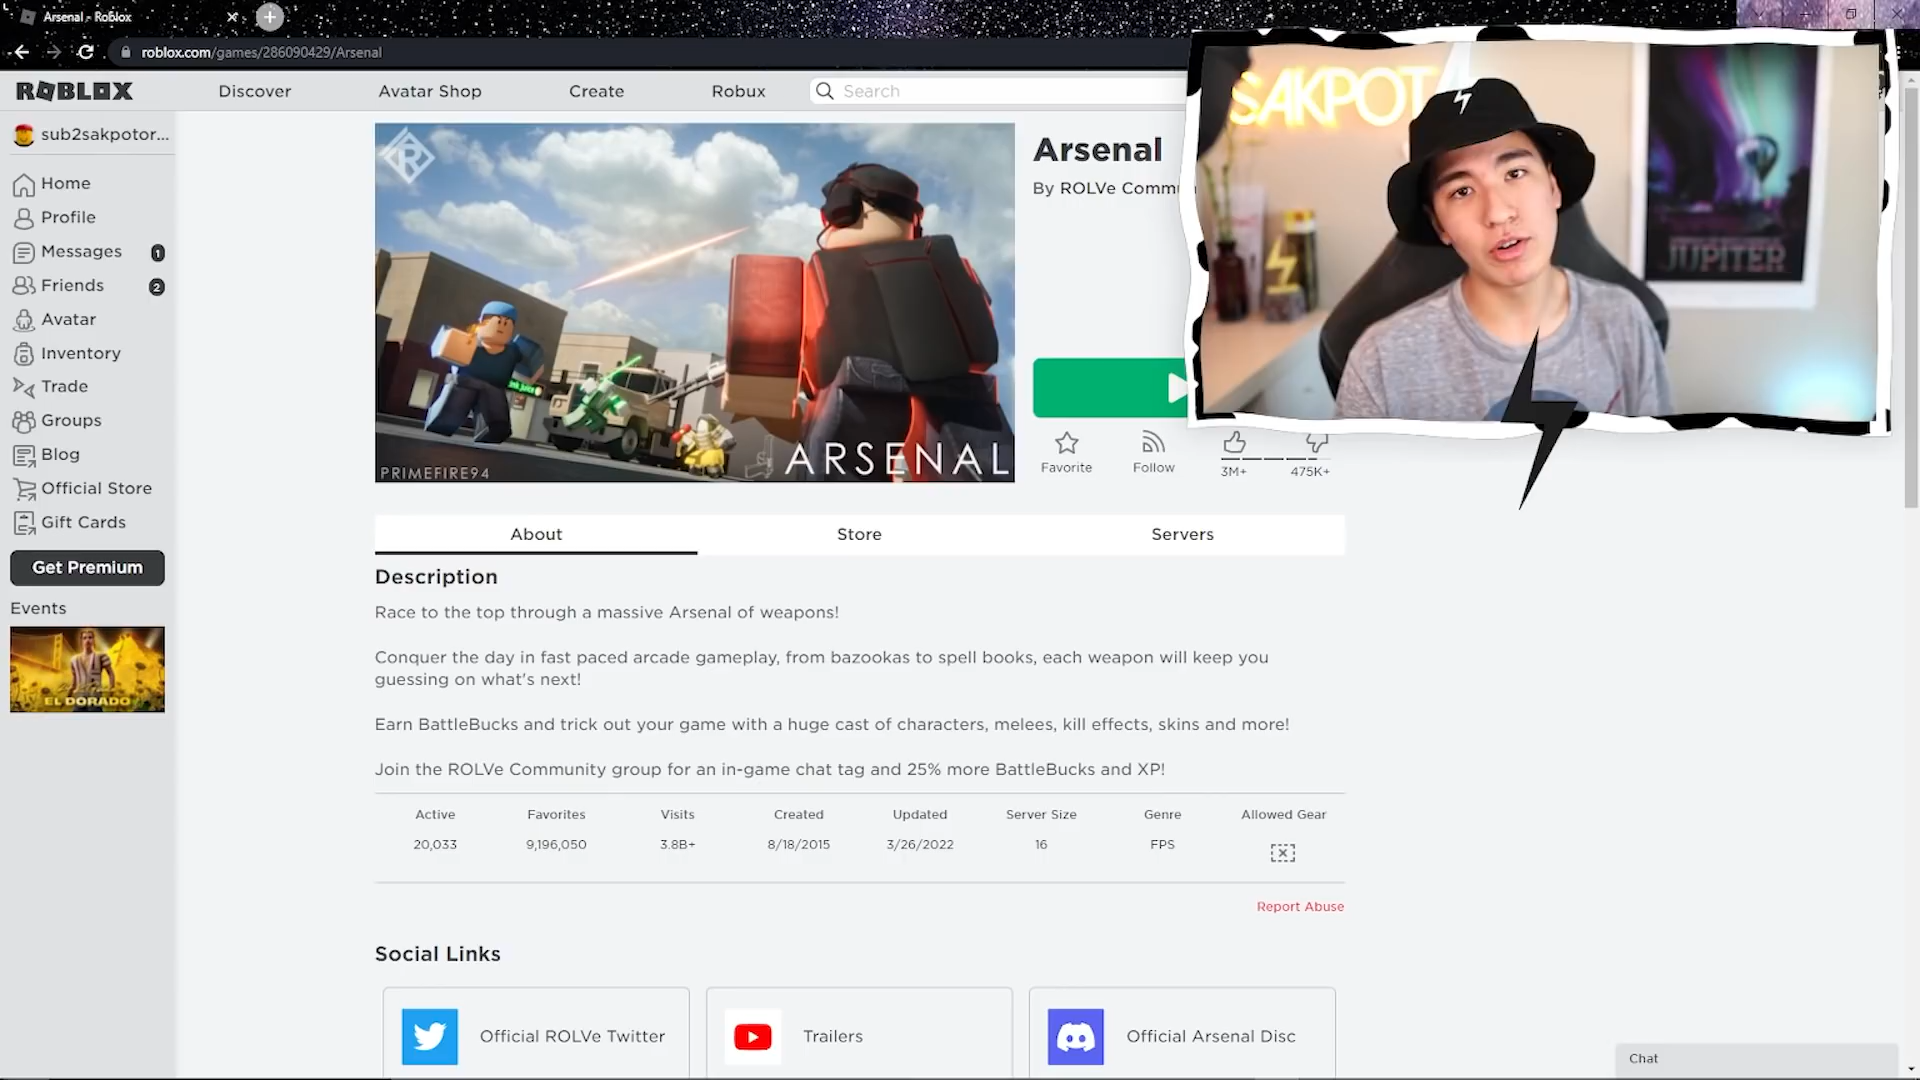 Arsenal - Roblox
roblox.com/games/286090429/Arsenal
ROBLOX
Discover
Avatar Shop
Create
Robux
Search
sub2sakpotor...
Home
Profile
Messages
1
Friends
2
Avatar
Inventory
Trade
Groups
Blog
Official Store
Gift Cards
Get Premium
Events
EL DORADO
R
PRIMEFIRE94
ARSENAL
Arsenal
By ROLVe Commu
Favorite
Follow
3M+
475K+
SAKPOT
JUPITER
About
Store
Servers
Description
Race to the top through a massive Arsenal of weapons!
Conquer the day in fast paced arcade gameplay, from bazookas to spell books, each weapon will keep you
guessing on what's next!
Earn BattleBucks and trick out your game with a huge cast of characters, melees, kill effects, skins and more!
Join the ROLVe Community group for an in-game chat tag and 25% more BattleBucks and XP!
Active
Favorites
Visits
Created
Updated
Server Size
Genre
Allowed Gear
20,033
9,196,050
3.8B+
8/18/2015
3/26/2022
16
FPS
Report Abuse
Social Links
Official ROLVe Twitter
Trailers
Official Arsenal Disc
Chat